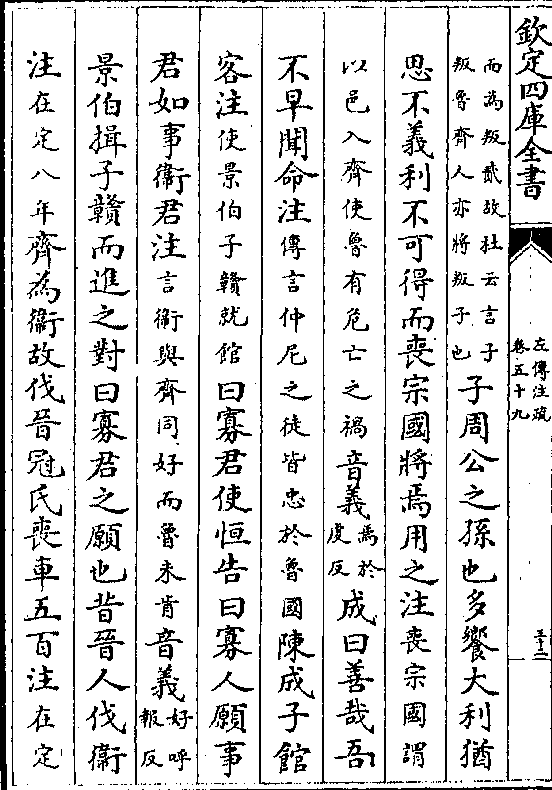 欽定四庫全書
左傳注疏
卷五十九
三十二
而為叛貳故杜云言子
叛魯齊人亦將叛子也
子周公之孫也多饗大利猶
思不義利不可得而喪宗國將焉用之注喪宗國謂
以邑入齊使魯有危亡之禍音義焉於虔反成曰善哉吾
不早聞命注傳言仲尼之徒皆忠於魯國陳成子館
客注使景伯子贛就館曰寡君使恒告曰寡人願事
君如事衞君注言衞與齊同好而魯未肯音義好呼報反
景伯揖子贛而進之對曰寡君之願也昔晉人伐衞
注在定八年齊為衞故伐晉冠氏喪車五百注在定